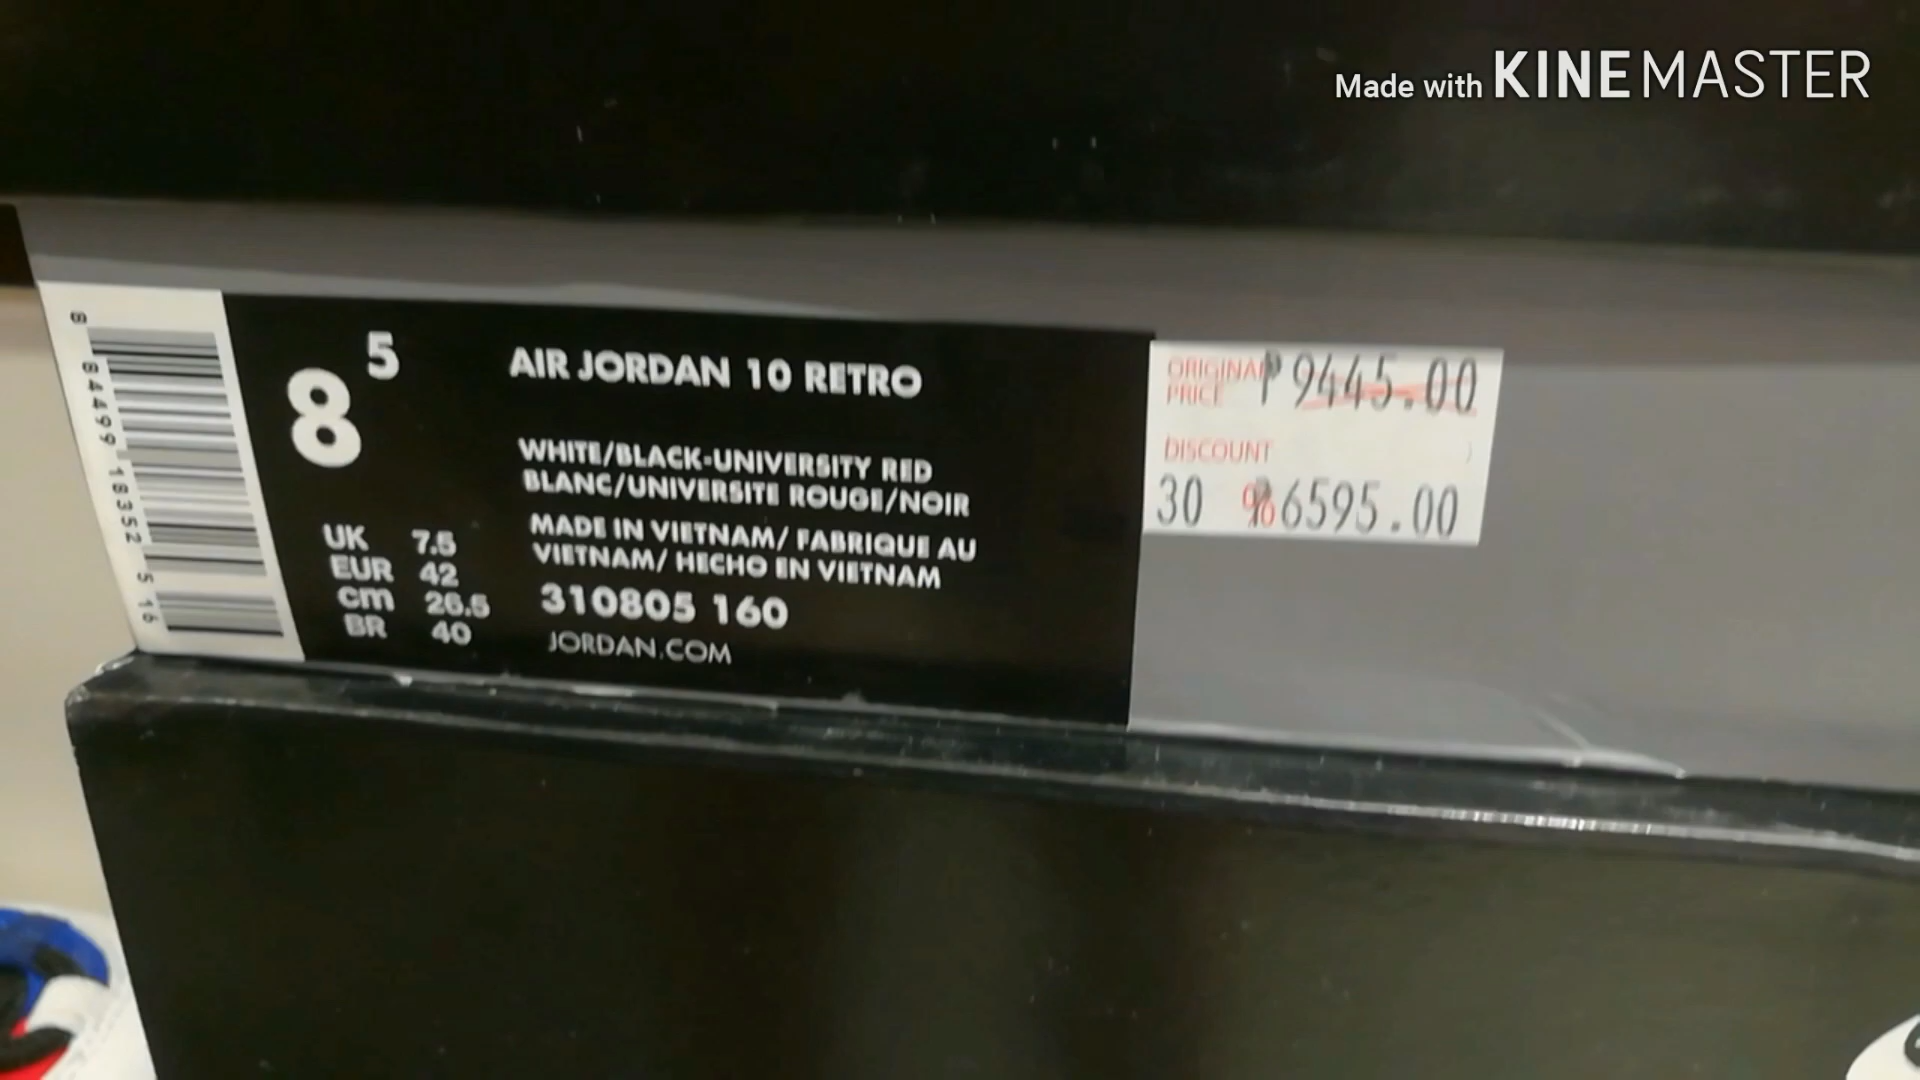 Made with KINEMASTER
8 84499 18352 5 16
8 5
AIR JORDAN 10 RETRO
WHITE/BLACK-UNIVERSITY RED
BLANC/UNIVERSITE ROUGE/NOIR
MADE IN VIETNAM/ FABRIQUE AU
VIETNAM/ HECHO EN VIETNAM
UK 7.5
EUR 42
cm 26.5
BR 40
310805 160
JORDAN.COM
ORIGINAL
PRICE ₱9445.00
DISCOUNT
30 % ₱6595.00